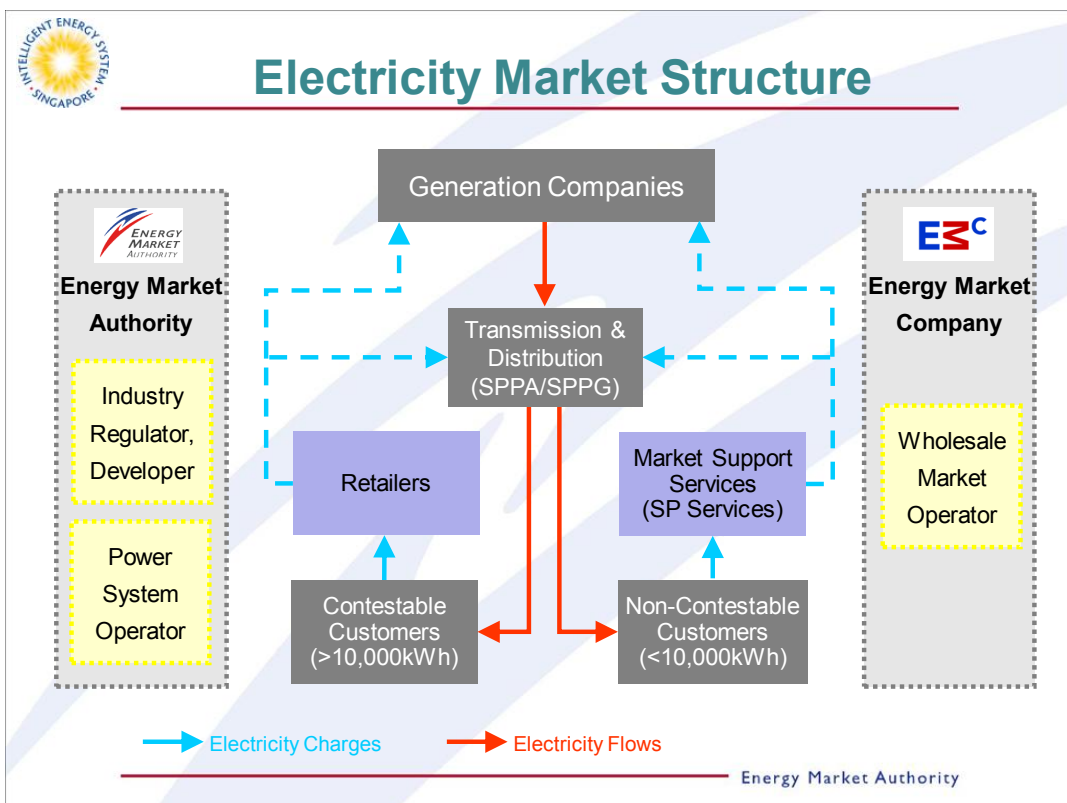 INTELLIGENT ENERGY SYSTEM
• SINGAPORE •
Electricity Market Structure
Generation Companies
ENERGY
MARKET
AUTHORITY
Energy Market
Authority
Industry
Regulator,
Developer
Power
System
Operator
Transmission &
Distribution
(SPPA/SPPG)
Retailers
Market Support
Services
(SP Services)
Contestable
Customers
(>10,000kWh)
Non-Contestable
Customers
(<10,000kWh)
EMC
Energy Market
Company
Wholesale
Market
Operator
Electricity Charges
Electricity Flows
Energy Market Authority